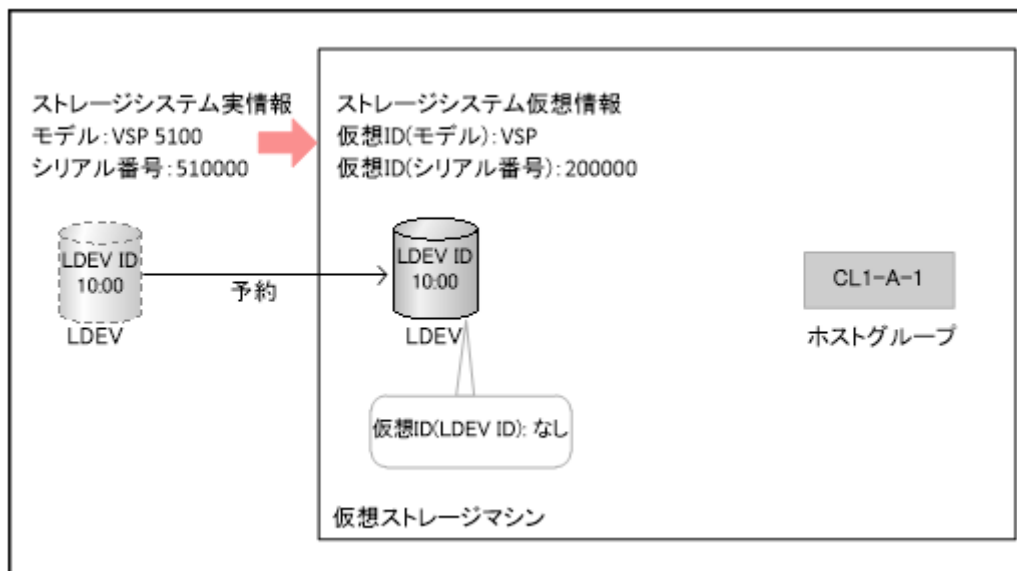 ストレージシステム実情報
モデル:VSP 5100
シリアル番号:510000
ストレージシステム仮想情報
仮想ID(モデル):VSP
仮想ID(シリアル番号):200000
LDEV ID
10:00
LDEV
予約
LDEV ID
10:00
LDEV
CL1-A-1
ホストグループ
仮想ID(LDEV ID): なし
仮想ストレージマシン